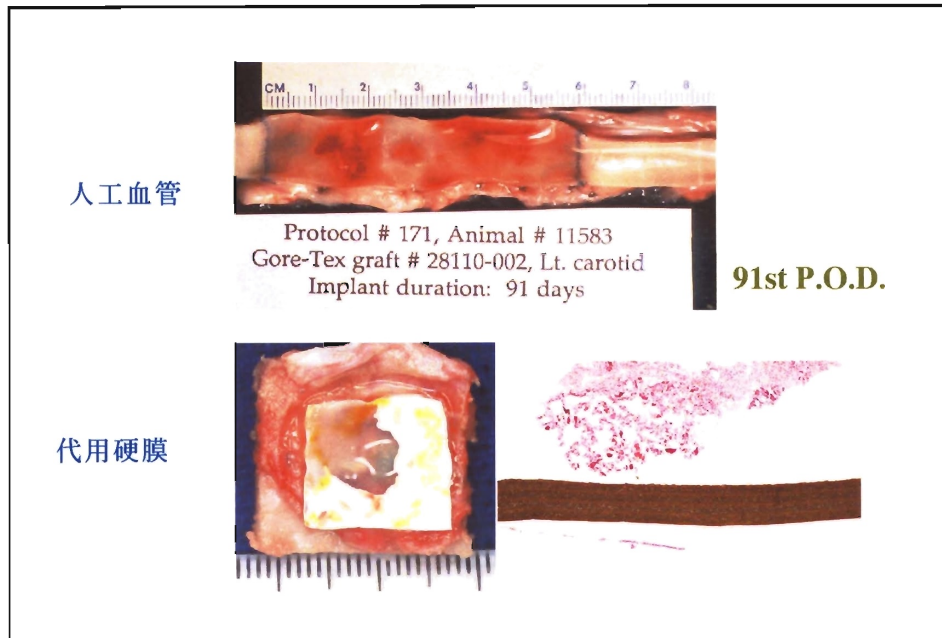 CM 1 2 3 4 5 6 7 8
人工血管
Protocol # 171, Animal # 11583
Gore-Tex graft # 28110-002, Lt. carotid
Implant duration: 91 days
91st P.O.D.
代用硬膜